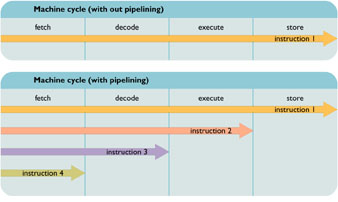 Machine cycle (with out pipelining)
fetch decode execute store
instruction 1
Machine cycle (with pipelining)
fetch decode execute store
instruction 1
instruction 2
instruction 3
instruction 4